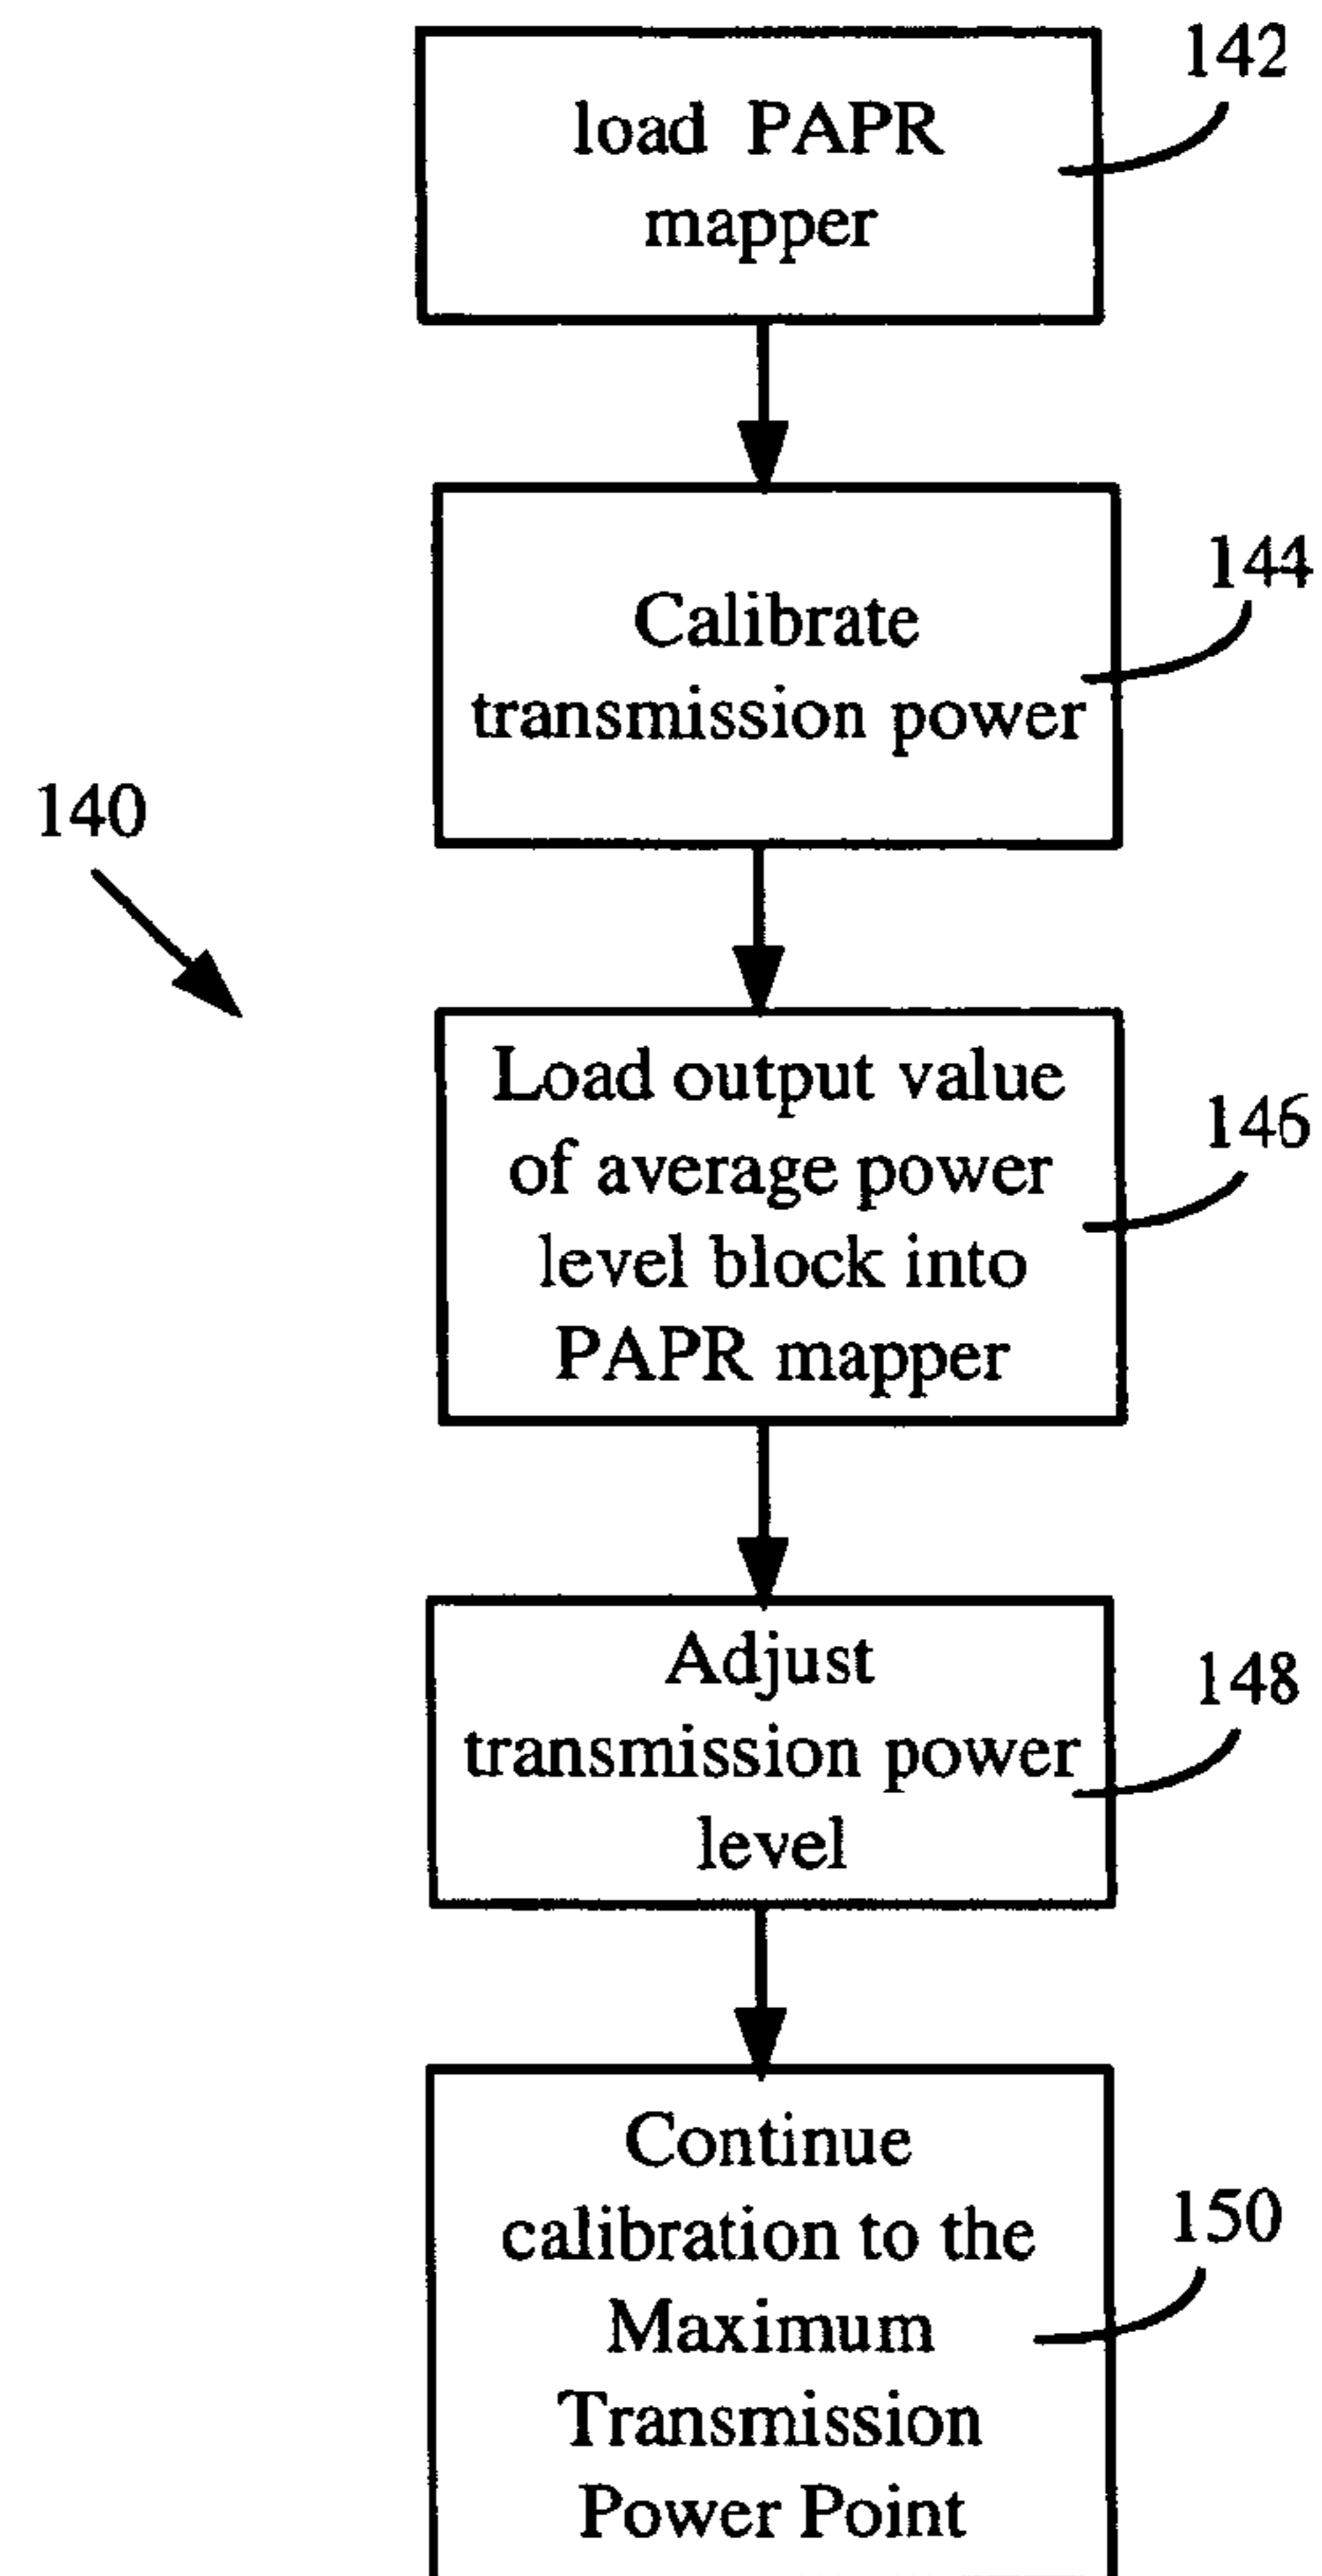 142
load PAPR
mapper
144
Calibrate
transmission power
140
146
Load output value
of average power
level block into
PAPR mapper
148
Adjust
transmission power
level
150
Continue
calibration to the
Maximum
Transmission
Power Point